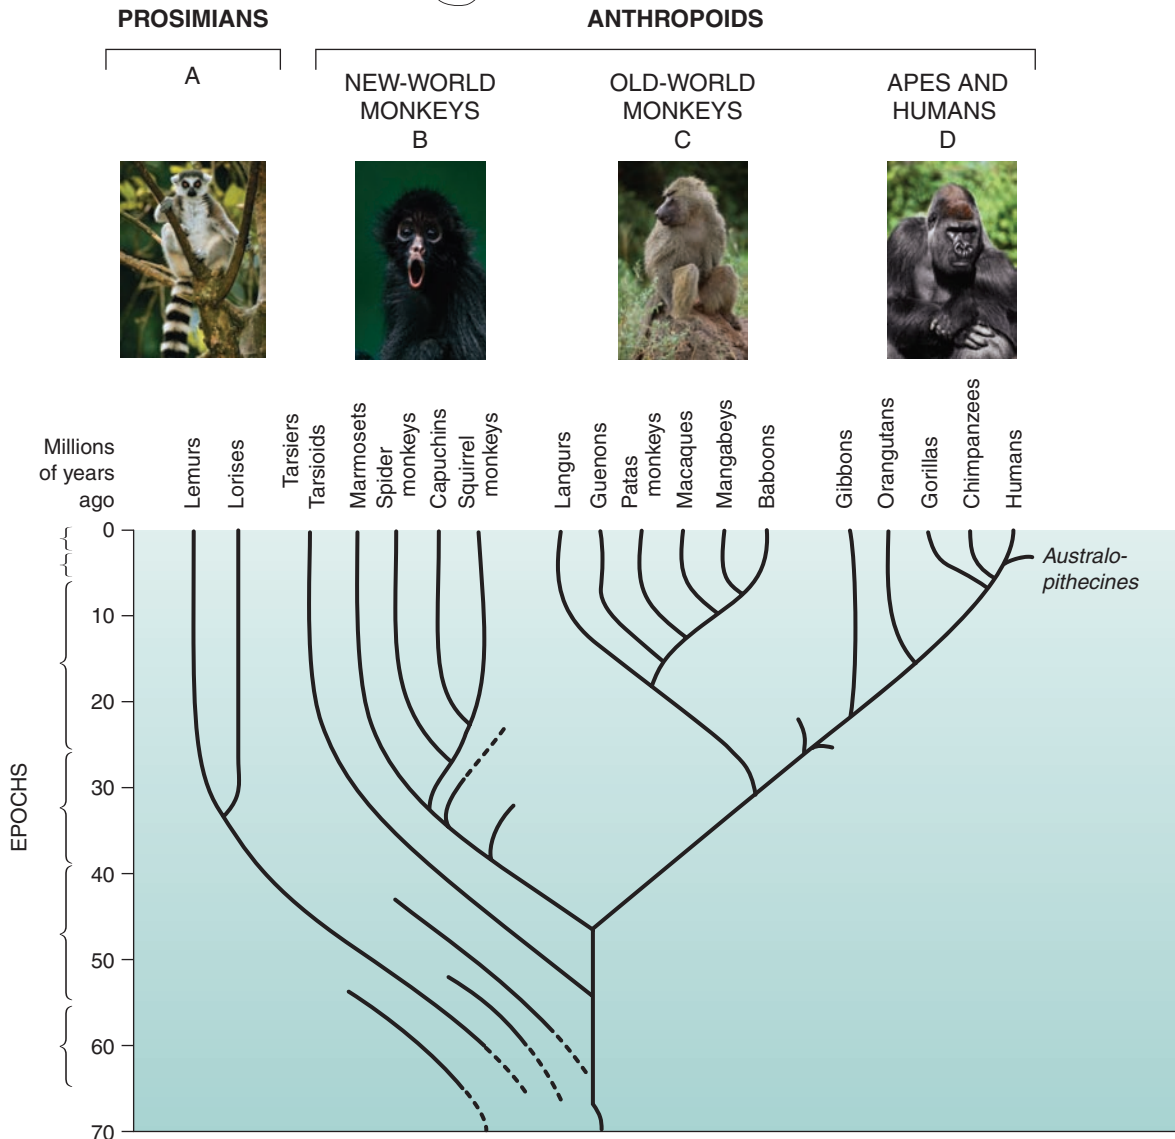 PROSIMIANS
ANTHROPOIDS
A
NEW-WORLD
MONKEYS
B
OLD-WORLD
MONKEYS
C
APES AND
HUMANS
D
Millions
of years
ago
Lemurs
Lorises
Tarsiers
Tarsioids
Marmosets
Spider
monkeys
Capuchins
Squirrel
monkeys
Langurs
Guenons
Patas
monkeys
Macaques
Mangabeys
Baboons
Gibbons
Orangutans
Gorillas
Chimpanzees
Humans
0
Australo-
pithecines
10
20
30
40
50
60
70
EPOCHS